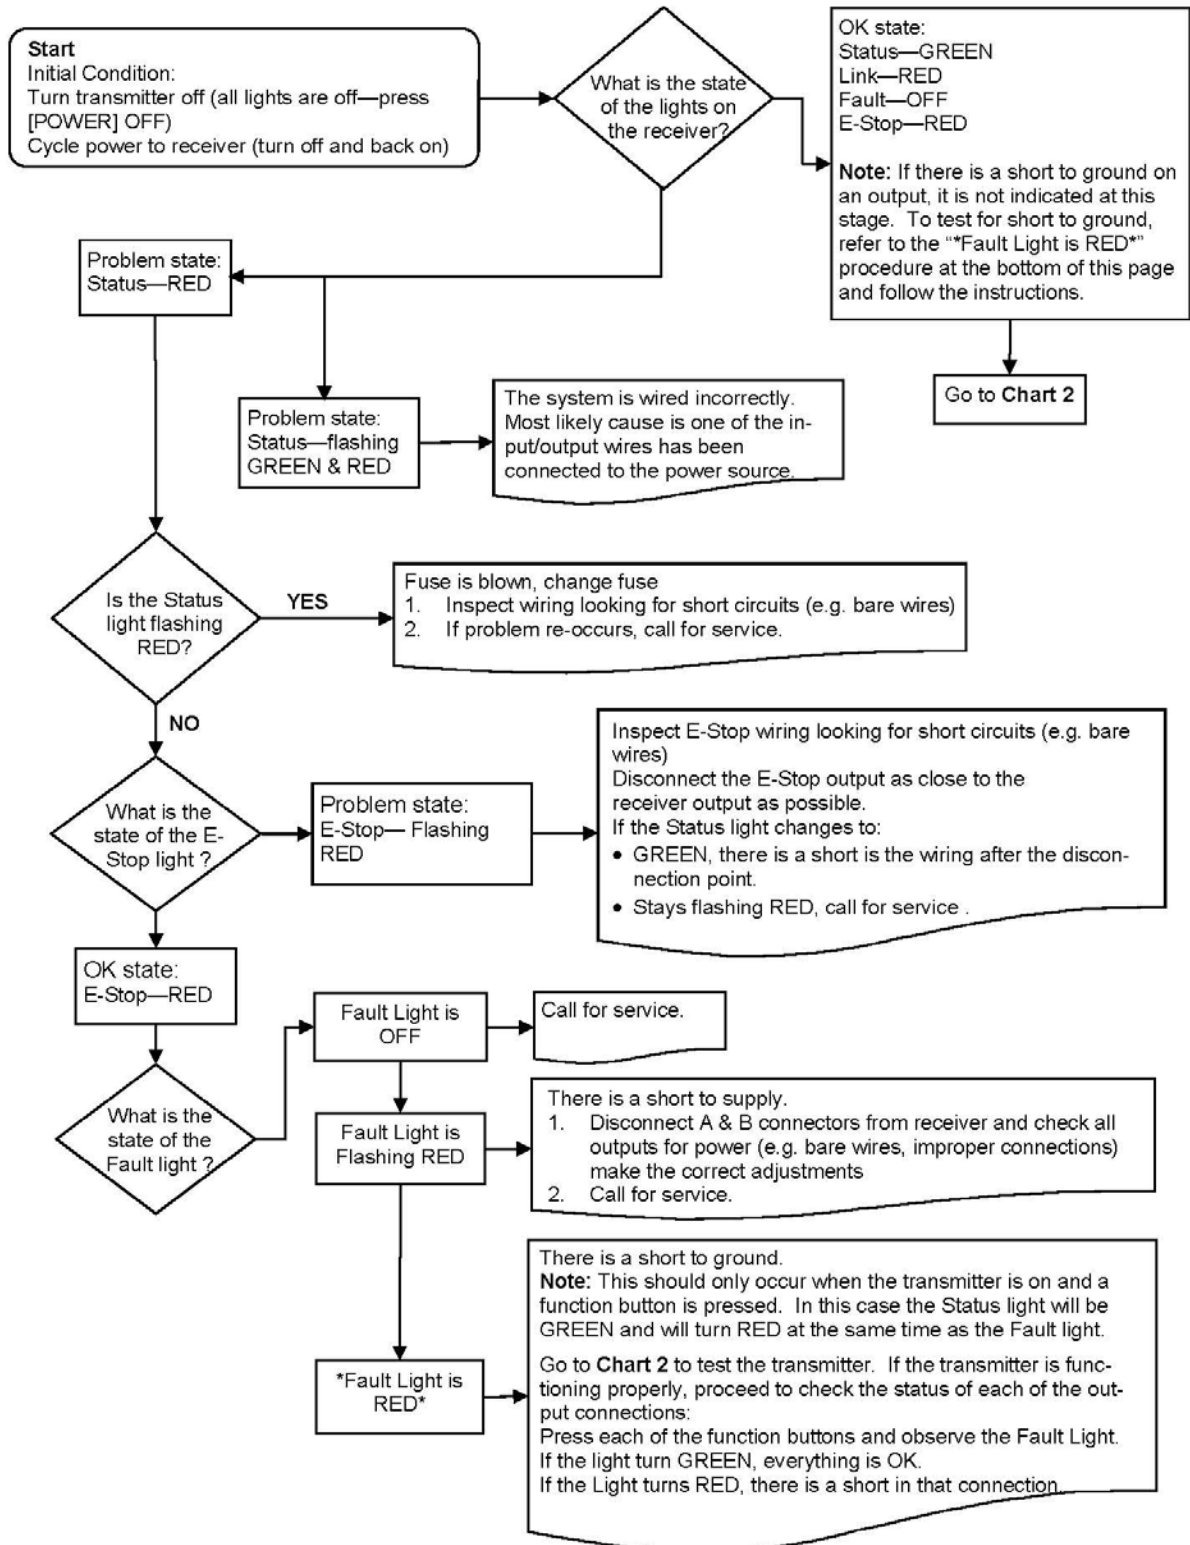 Start
Initial Condition:
Turn transmitter off (all lights are off—press
[POWER] OFF)
Cycle power to receiver (turn off and back on)
What is the state
of the lights on
the receiver?
OK state:
Status—GREEN
Link—RED
Fault—OFF
E-Stop—RED
Note: If there is a short to ground on
an output, it is not indicated at this
stage. To test for short to ground,
refer to the “*Fault Light is RED*”
procedure at the bottom of this page
and follow the instructions.
Go to Chart 2
Problem state:
Status—RED
Problem state:
Status—flashing
GREEN & RED
The system is wired incorrectly.
Most likely cause is one of the in-
put/output wires has been
connected to the power source.
Is the Status
light flashing
RED?
YES
Fuse is blown, change fuse
1. Inspect wiring looking for short circuits (e.g. bare wires)
2. If problem re-occurs, call for service.
NO
What is the
state of the E-
Stop light ?
Problem state:
E-Stop— Flashing
RED
Inspect E-Stop wiring looking for short circuits (e.g. bare
wires)
Disconnect the E-Stop output as close to the
receiver output as possible.
If the Status light changes to:
• GREEN, there is a short is the wiring after the discon-
nection point.
• Stays flashing RED, call for service .
OK state:
E-Stop—RED
What is the
state of the
Fault light ?
Fault Light is
OFF
Call for service.
Fault Light is
Flashing RED
There is a short to supply.
1. Disconnect A & B connectors from receiver and check all
outputs for power (e.g. bare wires, improper connections)
make the correct adjustments
2. Call for service.
*Fault Light is
RED*
There is a short to ground.
Note: This should only occur when the transmitter is on and a
function button is pressed. In this case the Status light will be
GREEN and will turn RED at the same time as the Fault light.
Go to Chart 2 to test the transmitter. If the transmitter is func-
tioning properly, proceed to check the status of each of the out-
put connections:
Press each of the function buttons and observe the Fault Light.
If the light turn GREEN, everything is OK.
If the Light turns RED, there is a short in that connection.